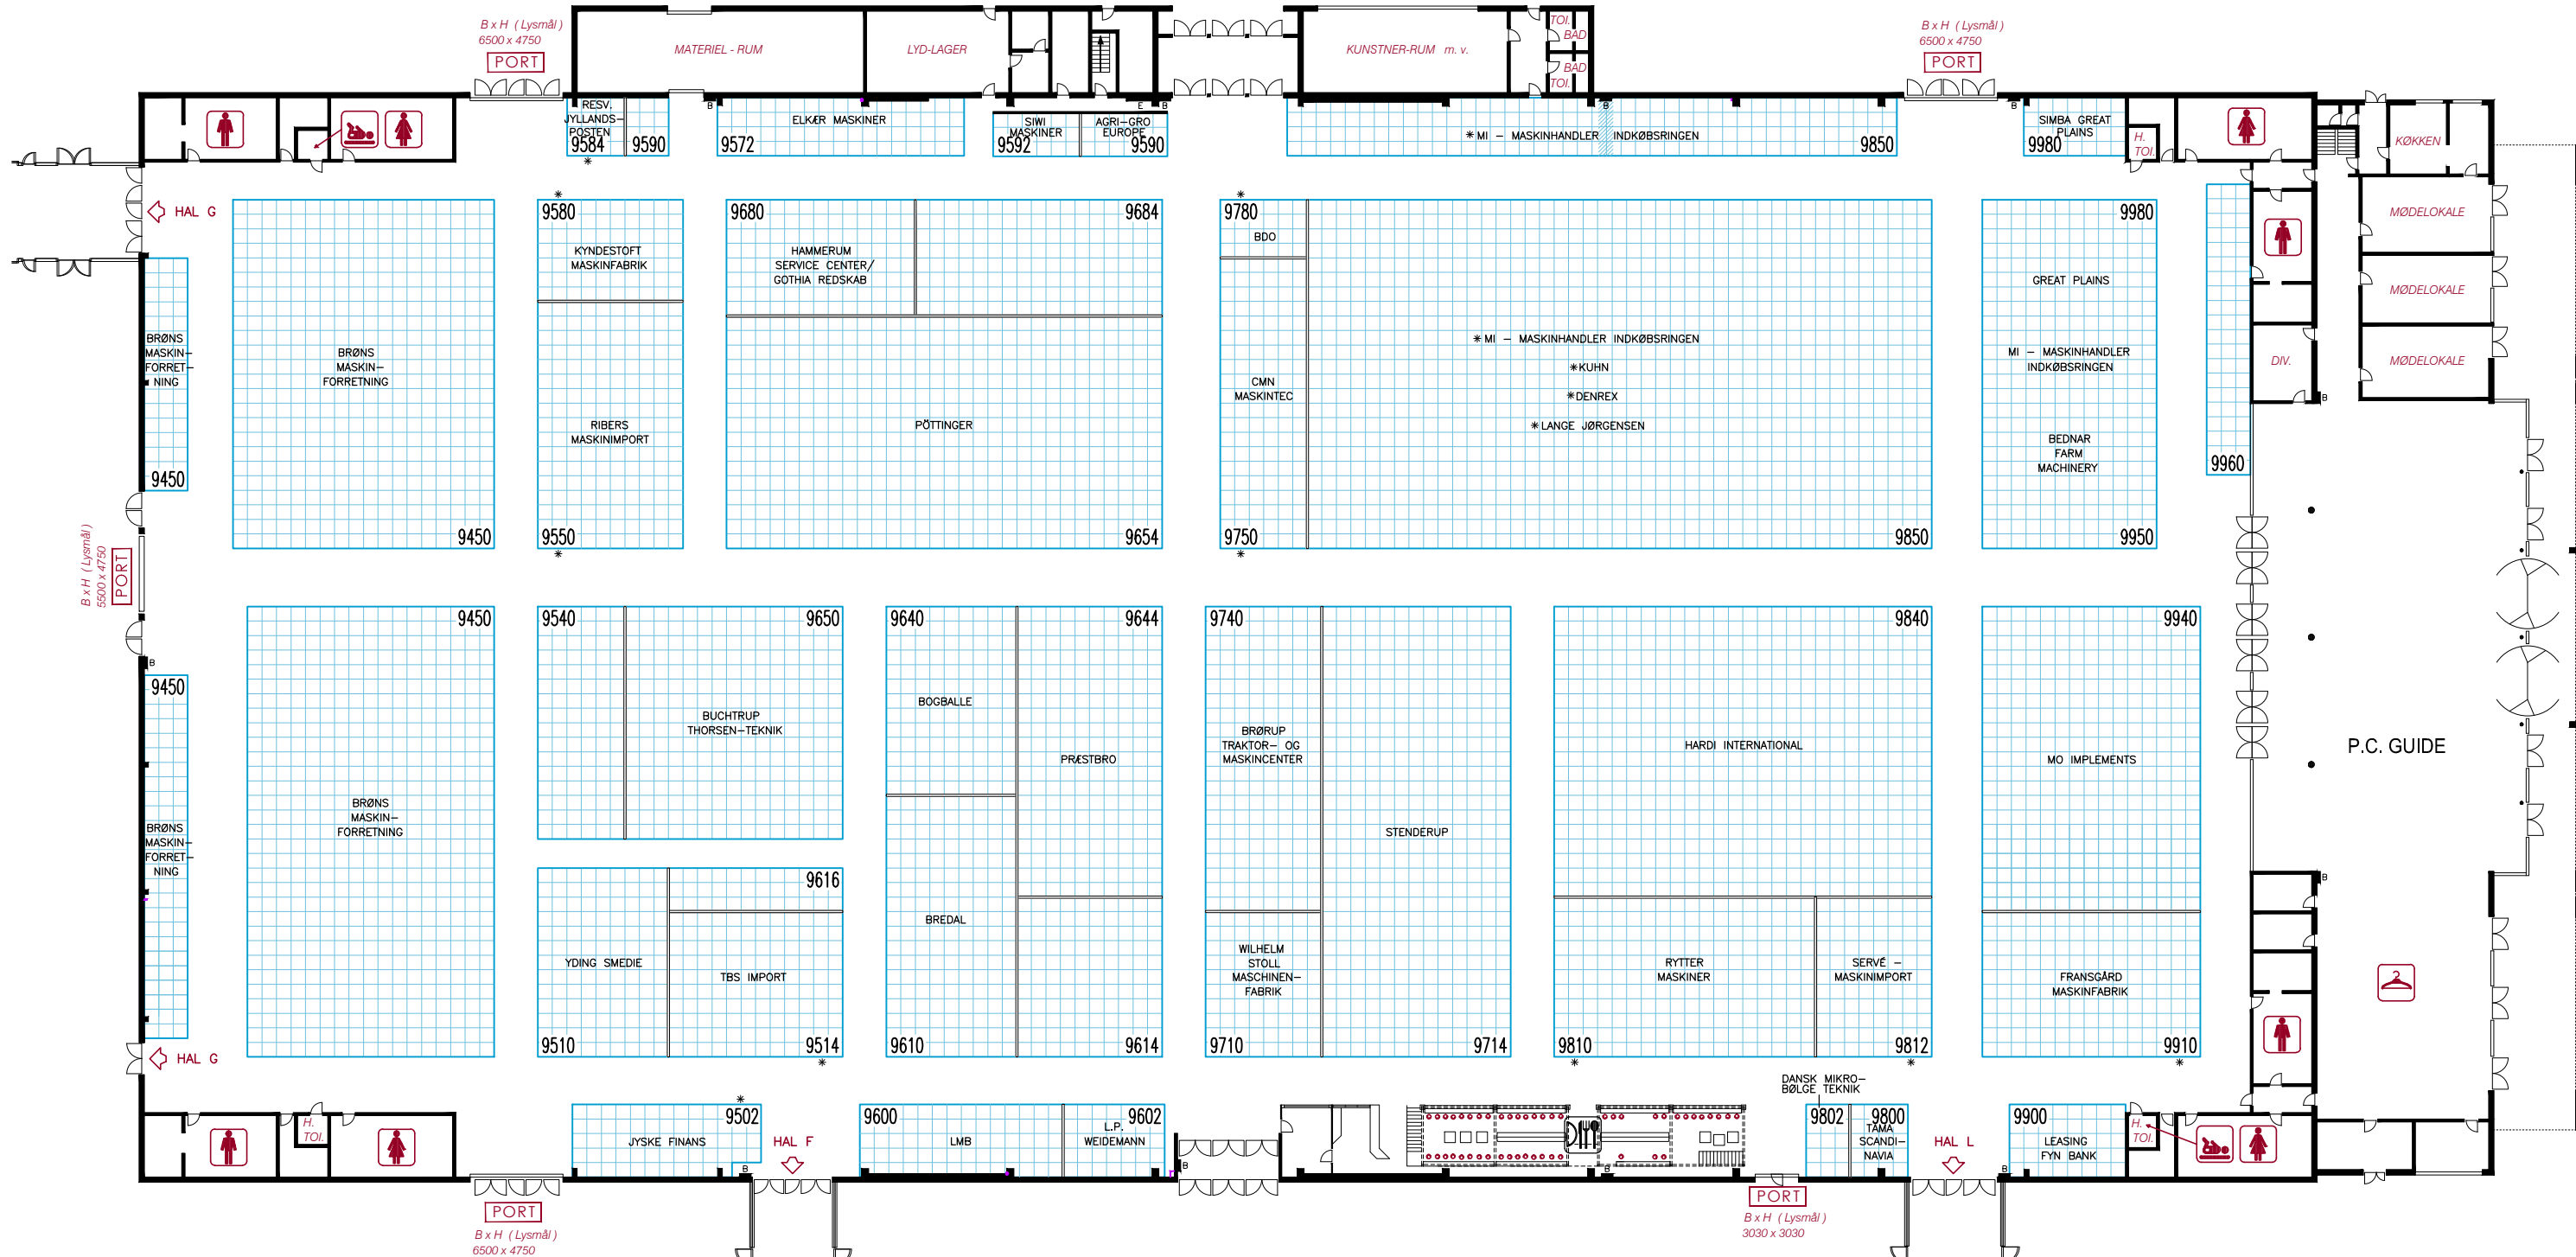 B x H ( Lysmål )
6500 x 4750
PORT
MATERIEL - RUM
LYD-LAGER
KUNSTNER-RUM m. v.
TOI.
BAD
BAD
TOI.
B x H ( Lysmål )
6500 x 4750
PORT
RESV.
JYLLANDS-
POSTEN
9584
9590
B
ELKÆR MASKINER
9572
SIWI
MASKINER
9592
E
B
AGRI-GRO
EUROPE
9590
B
* MI - MASKINHANDLER INDKØBSRINGEN
9850
B
SIMBA GREAT
PLAINS
9980
H.
TOI.
KØKKEN
HAL G
*
*
*
9580
KYNDESTOFT
MASKINFABRIK
RIBERS
MASKINIMPORT
9550
*
9680
9684
HAMMERUM
SERVICE CENTER/
GOTHIA REDSKAB
PÖTTINGER
9654
9780
BDO
CMN
MASKINTEC
9750
*
* MI - MASKINHANDLER INDKØBSRINGEN
* KUHN
* DENREX
* LANGE JØRGENSEN
9850
9980
GREAT PLAINS
MI - MASKINHANDLER
INDKØBSRINGEN
BEDNAR
FARM
MACHINERY
9950
9960
DIV.
B
MØDELOKALE
MØDELOKALE
MØDELOKALE
BRØNS
MASKIN-
FORRET-
NING
9450
BRØNS
MASKIN-
FORRETNING
9450
B x H ( Lysmål )
5500 x 4750
PORT
B
9450
BRØNS
MASKIN-
FORRET-
NING
9450
BRØNS
MASKIN-
FORRETNING
9540
9650
BUCHTRUP
THORSEN-TEKNIK
9616
YDING SMEDIE
TBS IMPORT
9510
9514
*
9640
9644
BOGBALLE
PRÆSTBRO
BREDAL
9610
9614
9740
BRØRUP
TRAKTOR- OG
MASKINCENTER
STENDERUP
WILHELM
STOLL
MASCHINEN-
FABRIK
9710
9714
9840
HARDI INTERNATIONAL
RYTTER
MASKINER
SERVÉ -
MASKINIMPORT
9810
9812
*
*
9940
MO IMPLEMENTS
FRANSGÅRD
MASKINFABRIK
9910
*
P.C. GUIDE
B
HAL G
H.
TOI.
*
9502
JYSKE FINANS
B
HAL F
9600
LMB
9602
L.P.
WEIDEMANN
B
B
DANSK MIKRO-
BØLGE TEKNIK
9802
9800
TAMA
SCANDI-
NAVIA
HAL L
B
9900
LEASING
FYN BANK
H.
TOI.
PORT
B x H ( Lysmål )
6500 x 4750
PORT
B x H ( Lysmål )
3030 x 3030